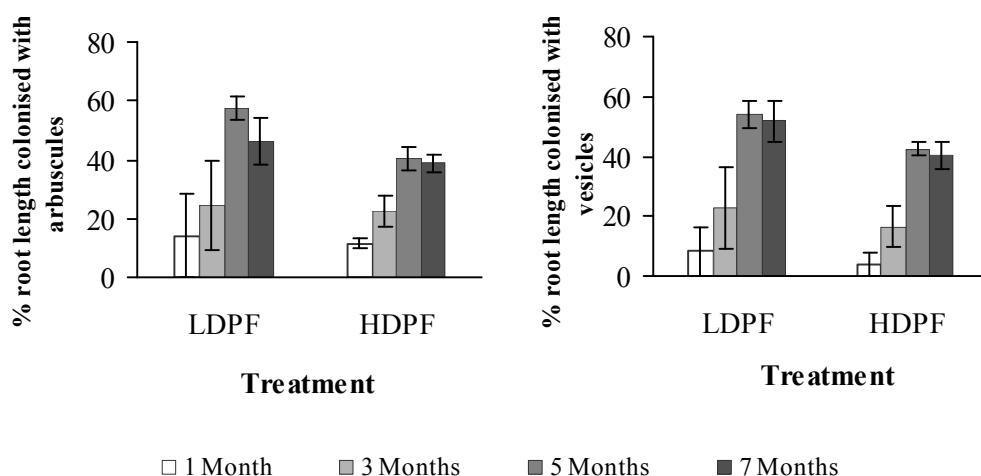 % root length colonised with
arbuscules
80
60
40
20
0
LDPF HDPF
Treatment
% root length colonised with
vesicles
80
60
40
20
0
LDPF HDPF
Treatment
1 Month 3 Months 5 Months 7 Months